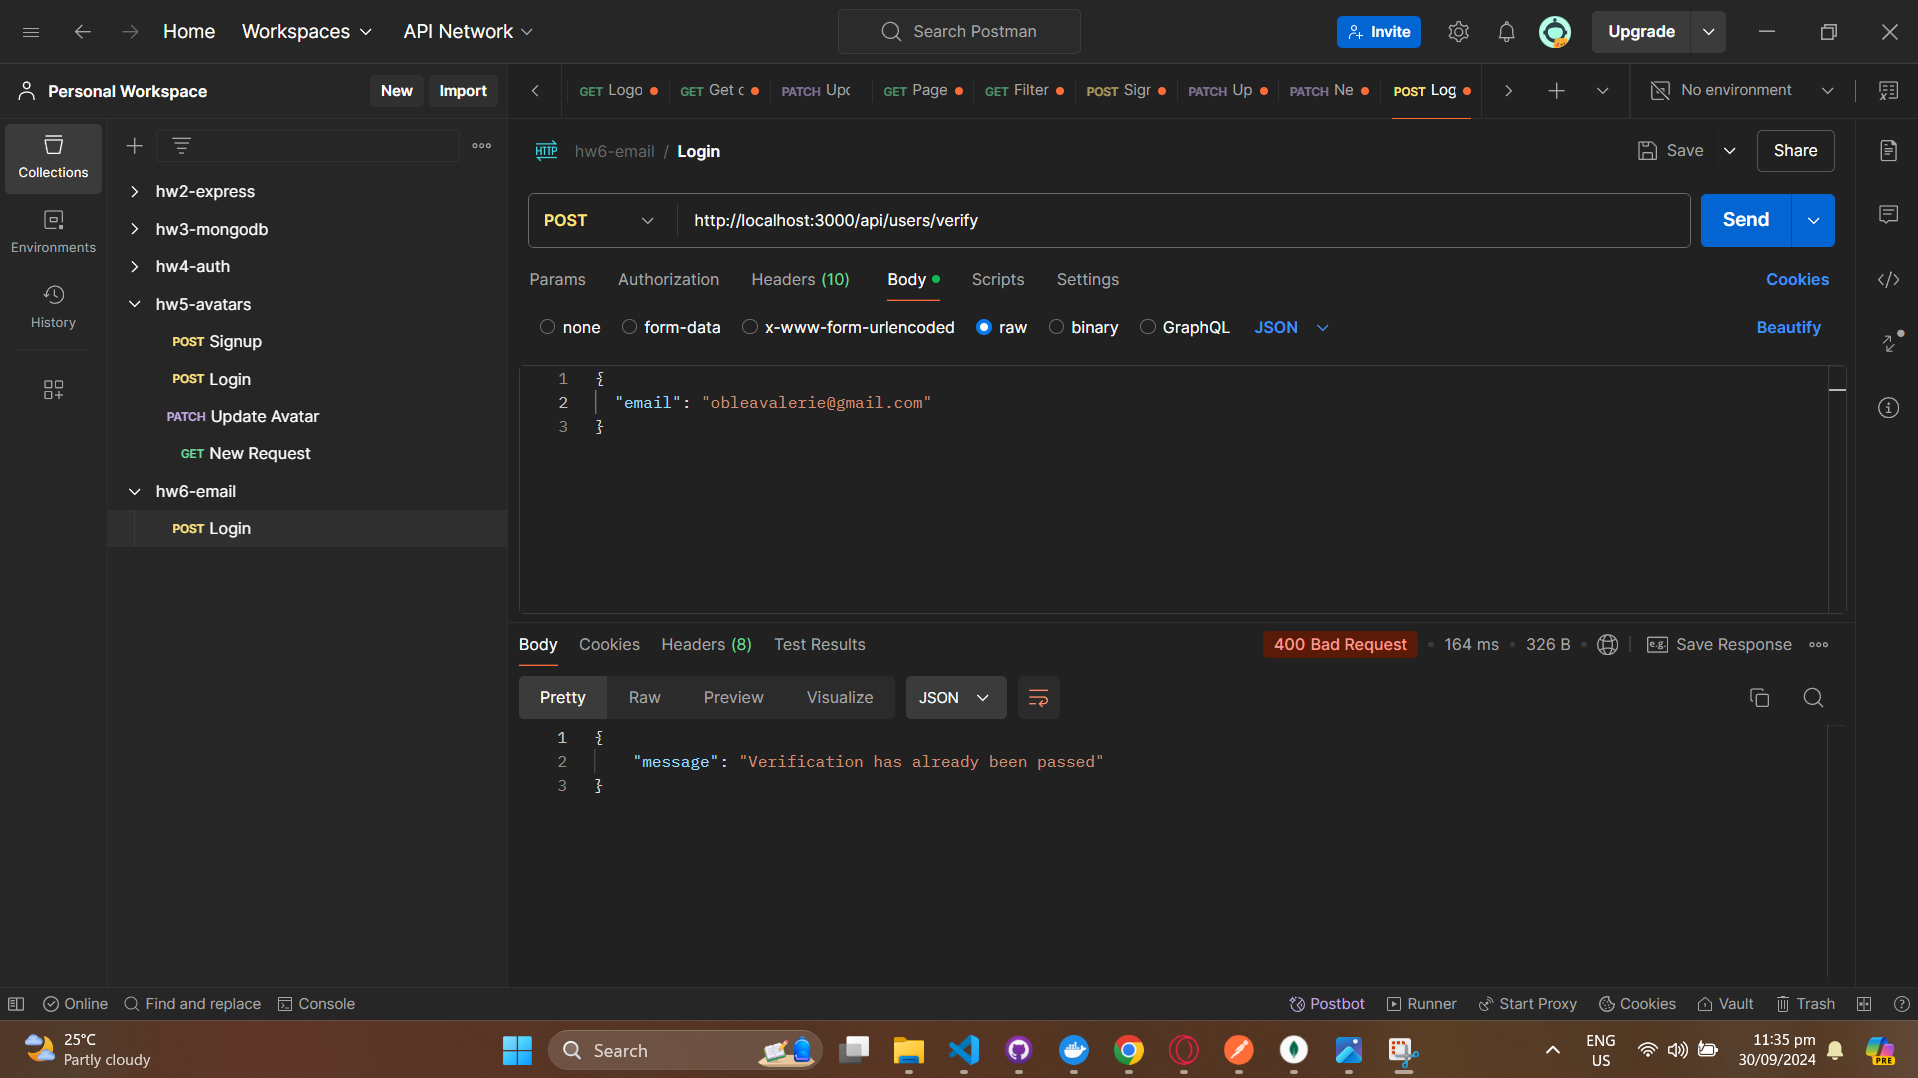 Home Workspaces API Network Search Postman Invite Upgrade
Personal Workspace New Import
GET Logo GET Get c PATCH Upc GET Page GET Filter POST Sigr PATCH Up PATCH Ne POST Log No environment
Collections
Environments
History
hw2-express
hw3-mongodb
hw4-auth
hw5-avatars
POST Signup
POST Login
PATCH Update Avatar
GET New Request
hw6-email
POST Login
HTTP hw6-email / Login Save Share
POST http://localhost:3000/api/users/verify Send
Params Authorization Headers (10) Body Scripts Settings Cookies
none form-data x-www-form-urlencoded raw binary GraphQL JSON Beautify
1 {
2 "email": "obleavalerie@gmail.com"
3 }
Body Cookies Headers (8) Test Results 400 Bad Request 164 ms 326 B e.g. Save Response
Pretty Raw Preview Visualize JSON
1 {
2 "message": "Verification has already been passed"
3 }
Online Find and replace Console Postbot Runner Start Proxy Cookies Vault Trash
25°C
Partly cloudy
Search
ENG
US
11:35 pm
30/09/2024
PRE